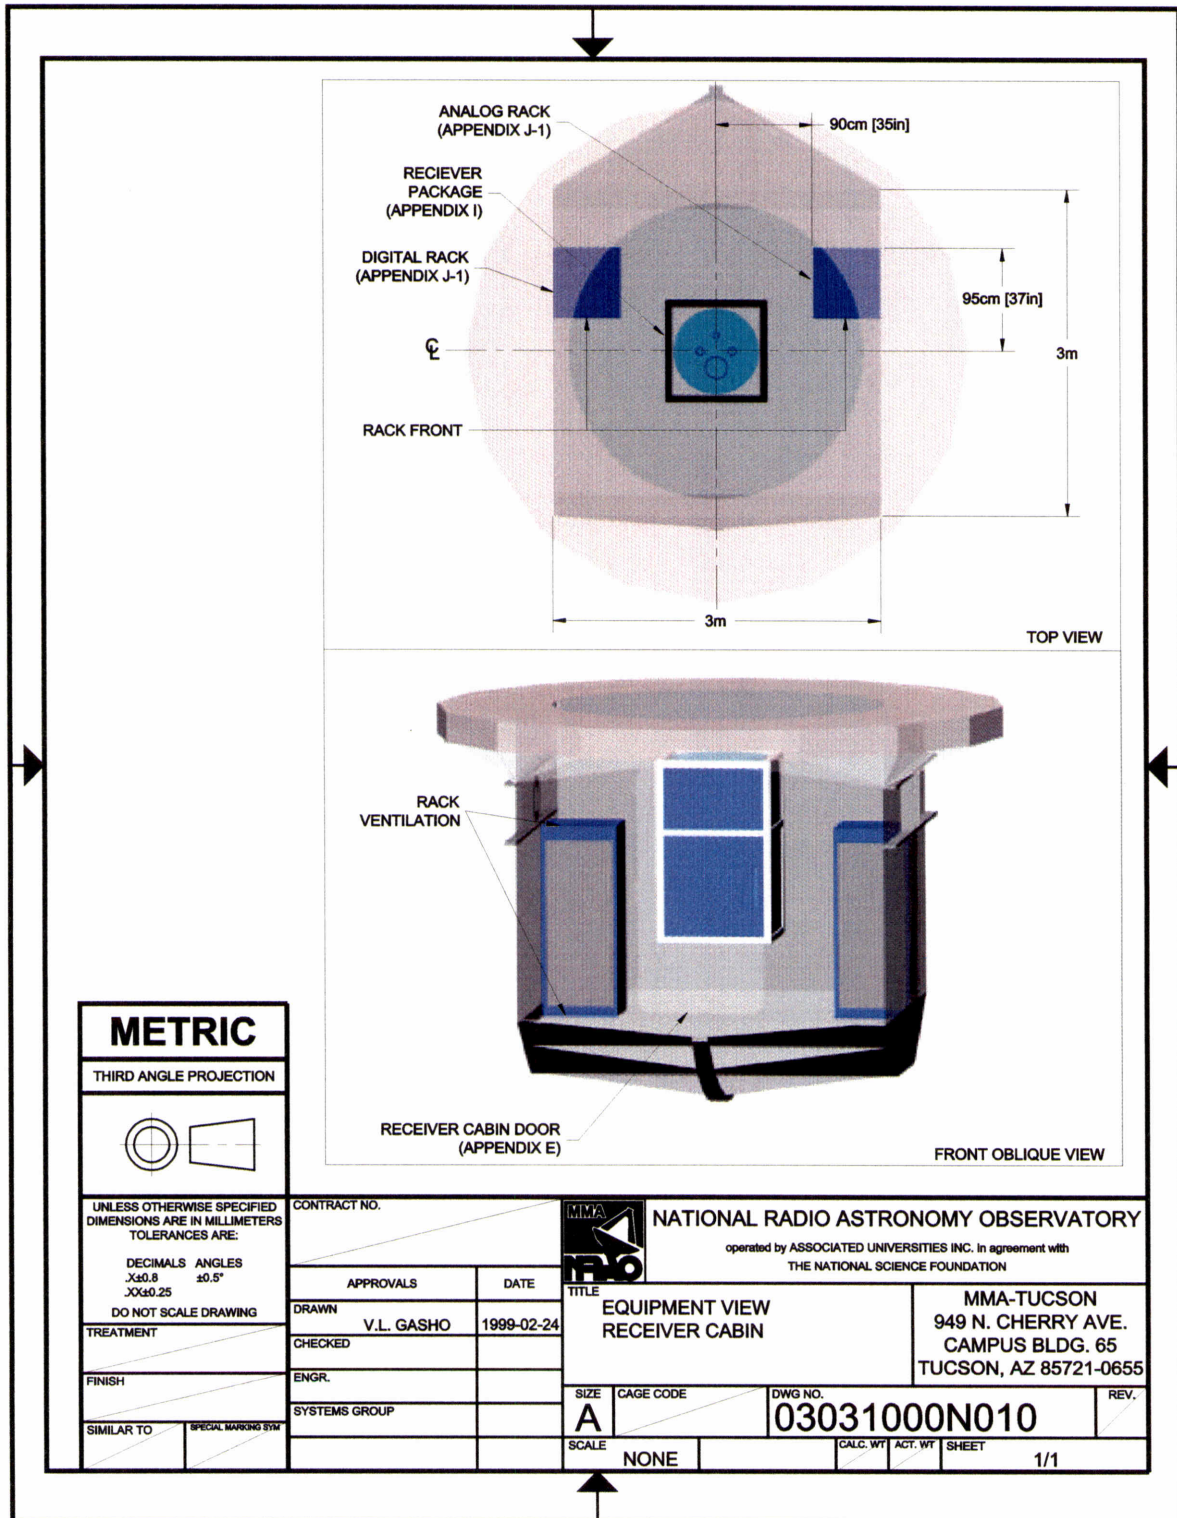 ANALOG RACK
(APPENDIX J-1)
90cm [35in]
RECIEVER
PACKAGE
(APPENDIX I)
DIGITAL RACK
(APPENDIX J-1)
95cm [37in]
℄
3m
RACK FRONT
3m
TOP VIEW
RACK
VENTILATION
RECEIVER CABIN DOOR
(APPENDIX E)
FRONT OBLIQUE VIEW
METRIC
THIRD ANGLE PROJECTION
UNLESS OTHERWISE SPECIFIED
DIMENSIONS ARE IN MILLIMETERS
TOLERANCES ARE:
DECIMALS ANGLES
.X±0.8 ±0.5°
.XX±0.25
DO NOT SCALE DRAWING
TREATMENT
FINISH
SIMILAR TO
SPECIAL MARKING SYM
CONTRACT NO.
APPROVALS DATE
DRAWN
V.L. GASHO 1999-02-24
CHECKED
ENGR.
SYSTEMS GROUP
MMA
NRAO
NATIONAL RADIO ASTRONOMY OBSERVATORY
operated by ASSOCIATED UNIVERSITIES INC. in agreement with
THE NATIONAL SCIENCE FOUNDATION
TITLE
EQUIPMENT VIEW
RECEIVER CABIN
MMA-TUCSON
949 N. CHERRY AVE.
CAMPUS BLDG. 65
TUCSON, AZ 85721-0655
SIZE
A
CAGE CODE
DWG NO.
03031000N010
REV.
SCALE
NONE
CALC. WT
ACT. WT
SHEET
1/1